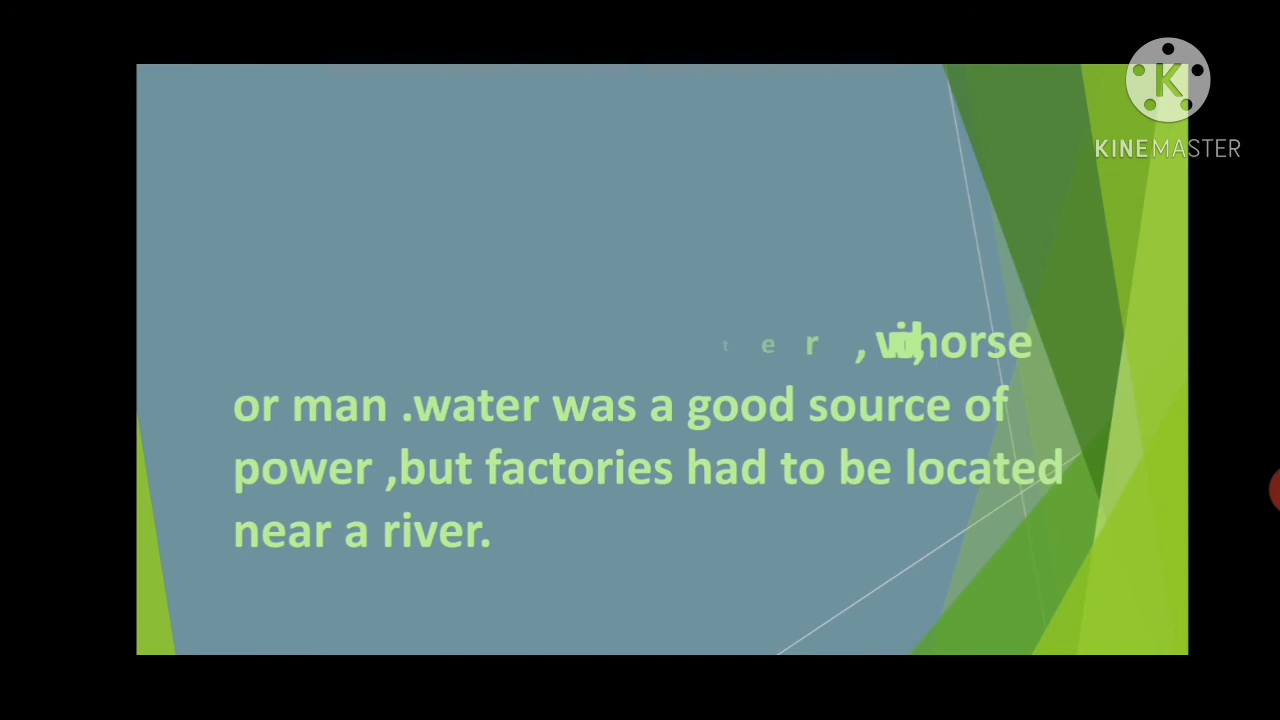 KINEMASTER
t e r , horse
or man .water was a good source of
power ,but factories had to be located
near a river.